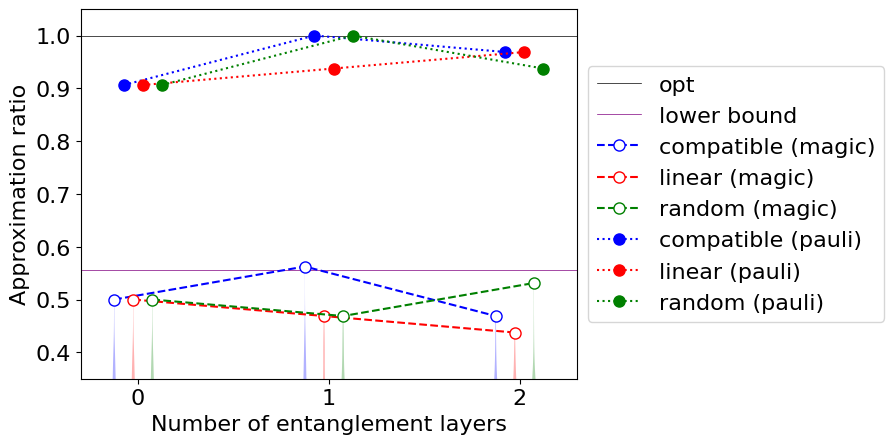 1.0
0.9
0.8
0.7
0.6
0.5
0.4
Approximation ratio
0 1 2
Number of entanglement layers
opt
lower bound
compatible (magic)
linear (magic)
random (magic)
compatible (pauli)
linear (pauli)
random (pauli)